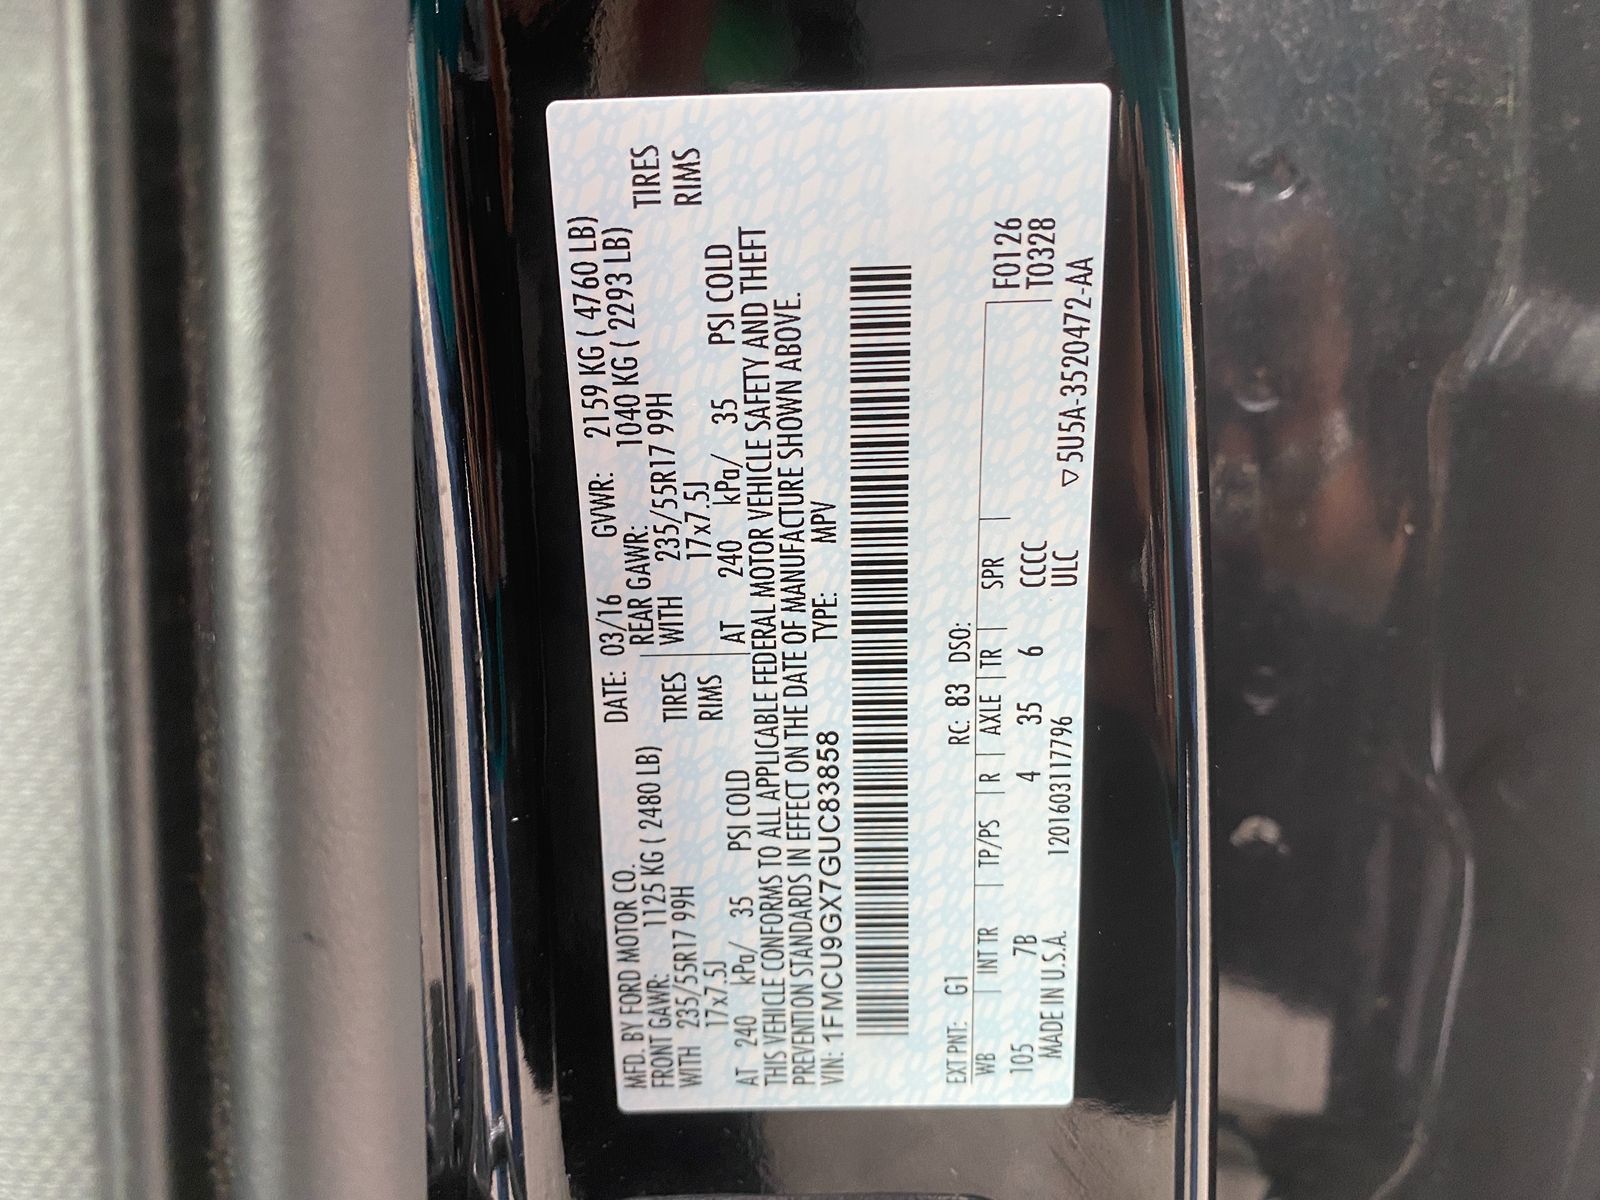 MFD. BY FORD MOTOR CO.
DATE: 03/16 GVWR: 2159 KG ( 4760 LB)
FRONT GAWR: 1125 KG ( 2480 LB)
REAR GAWR: 1040 KG ( 2293 LB)
WITH 235/55R17 99H TIRES
WITH 235/55R17 99H TIRES
17x7.5J RIMS
17x7.5J RIMS
AT 240 kPa/ 35 PSI COLD
AT 240 kPa/ 35 PSI COLD
THIS VEHICLE CONFORMS TO ALL APPLICABLE FEDERAL MOTOR VEHICLE SAFETY AND THEFT
PREVENTION STANDARDS IN EFFECT ON THE DATE OF MANUFACTURE SHOWN ABOVE.
VIN: 1FMCU9GX7GUC83858 TYPE: MPV
EXT PNT: G1 RC: 83 DSO:
WB INT TR TP/PS R AXLE TR SPR F0126
105 7B 4 35 6 CCCC T0328
MADE IN U.S.A. 1201603117796 ULC ▽5U5A-3520472-AA